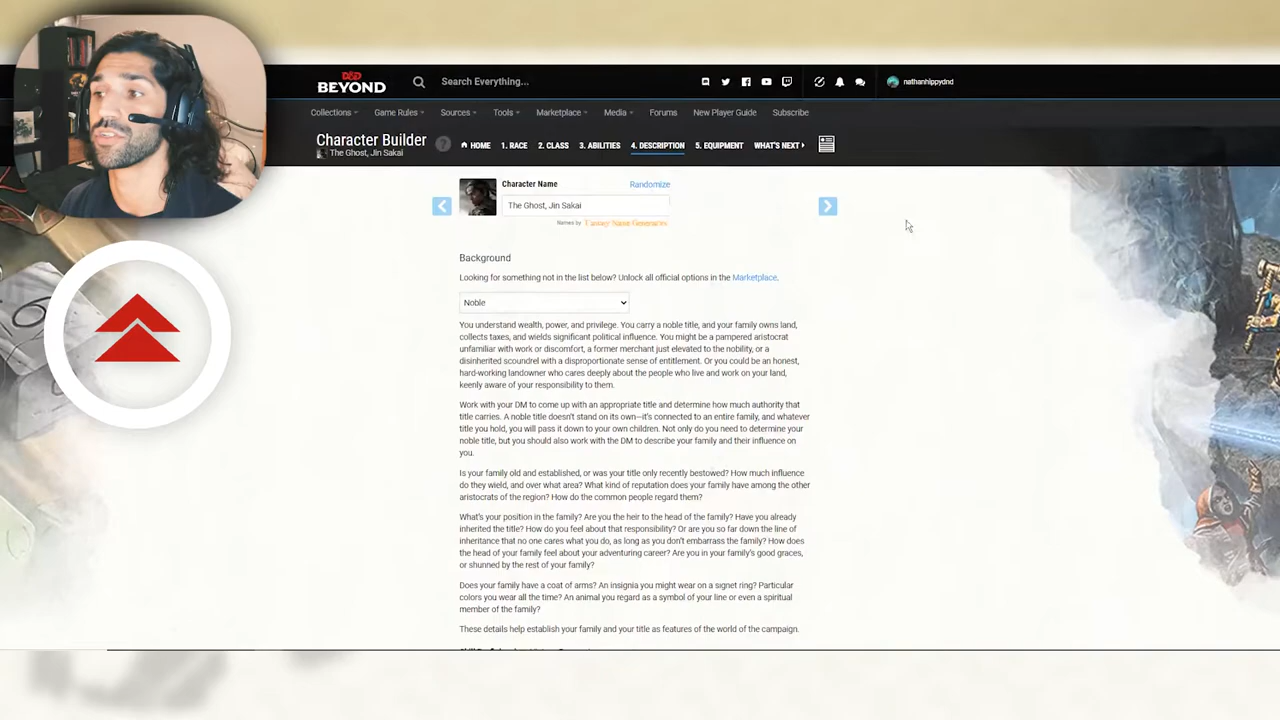 D&D
BEYOND
Search Everything...
nathanhippydnd
Collections
Game Rules
Sources
Tools
Marketplace
Media
Forums
New Player Guide
Subscribe
Character Builder
The Ghost, Jin Sakai
?
HOME
1. RACE
2. CLASS
3. ABILITIES
4. DESCRIPTION
5. EQUIPMENT
WHAT'S NEXT
Character Name
Randomize
The Ghost, Jin Sakai
Names by Fantasy Name Generators
Background
Looking for something not in the list below? Unlock all official options in the Marketplace.
Noble
You understand wealth, power, and privilege. You carry a noble title, and your family owns land,
collects taxes, and wields significant political influence. You might be a pampered aristocrat
unfamiliar with work or discomfort, a former merchant just elevated to the nobility, or a
disinherited scoundrel with a disproportionate sense of entitlement. Or you could be an honest,
hard-working landowner who cares deeply about the people who live and work on your land,
keenly aware of your responsibility to them.
Work with your DM to come up with an appropriate title and determine how much authority that
title carries. A noble title doesn't stand on its own—it's connected to an entire family, and whatever
title you hold, you will pass it down to your own children. Not only do you need to determine your
noble title, but you should also work with the DM to describe your family and their influence on
you.
Is your family old and established, or was your title only recently bestowed? How much influence
do they wield, and over what area? What kind of reputation does your family have among the other
aristocrats of the region? How do the common people regard them?
What's your position in the family? Are you the heir to the head of the family? Have you already
inherited the title? How do you feel about that responsibility? Or are you so far down the line of
inheritance that no one cares what you do, as long as you don't embarrass the family? How does
the head of your family feel about your adventuring career? Are you in your family's good graces,
or shunned by the rest of your family?
Does your family have a coat of arms? An insignia you might wear on a signet ring? Particular
colors you wear all the time? An animal you regard as a symbol of your line or even a spiritual
member of the family?
These details help establish your family and your title as features of the world of the campaign.